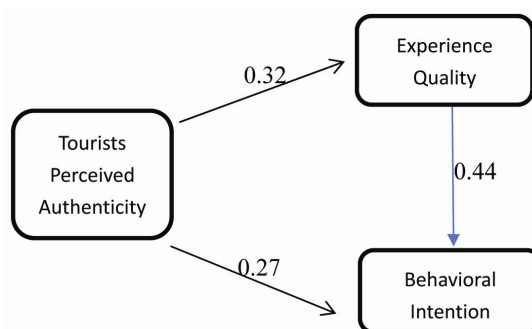 Experience
Quality
0.32
Tourists
Perceived
Authenticity
0.44
0.27
Behavioral
Intention